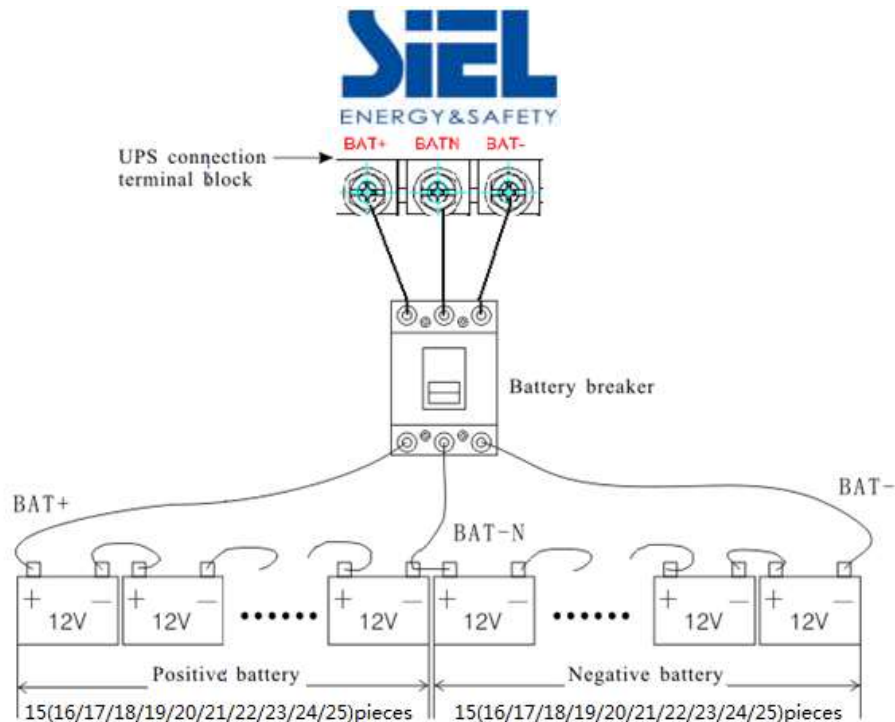 SiEL
ENERGY&SAFETY
BAT+ BATN BAT-
UPS connection
terminal block
Battery breaker
BAT+
BAT-
BAT-N
+ − + − + − + − + − + −
12V 12V •••••• 12V 12V •••••• 12V 12V
Positive battery Negative battery
15(16/17/18/19/20/21/22/23/24/25)pieces 15(16/17/18/19/20/21/22/23/24/25)pieces